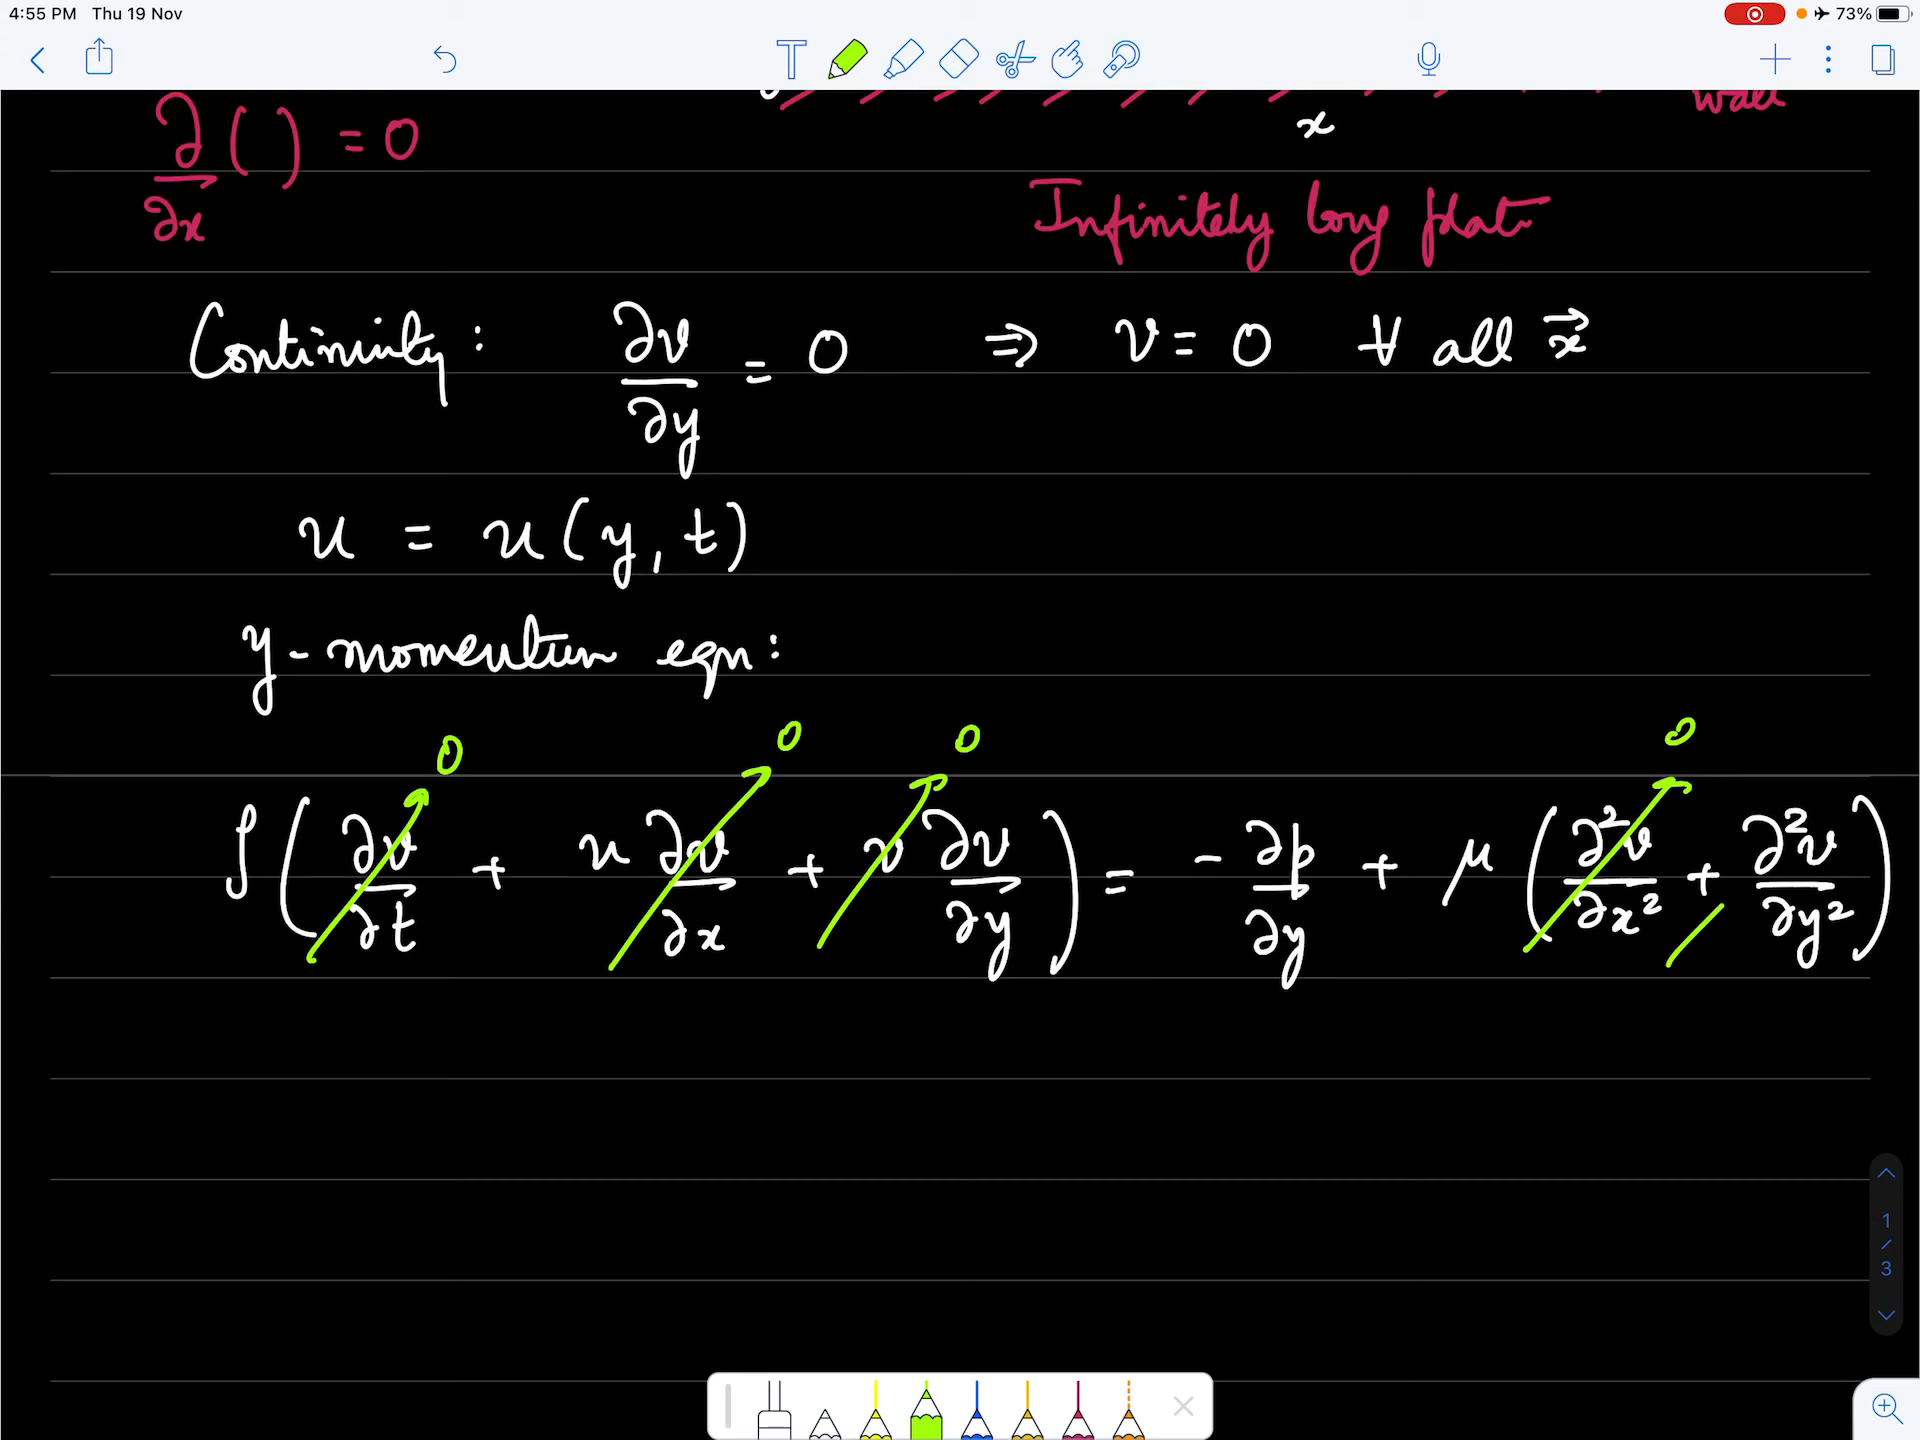 4:55 PM Thu 19 Nov
73%
T
wall
∂/∂x ( ) = 0
x
Infinitely long plate
Continuity: ∂v/∂y = 0 ⇒ v = 0 ∀ all x⃗
u = u(y, t)
y-momentum eqn:
0 0 0 0
ρ(∂v/∂t + u ∂v/∂x + v ∂v/∂y) = - ∂p/∂y + μ(∂²v/∂x² + ∂²v/∂y²)
1
/
3